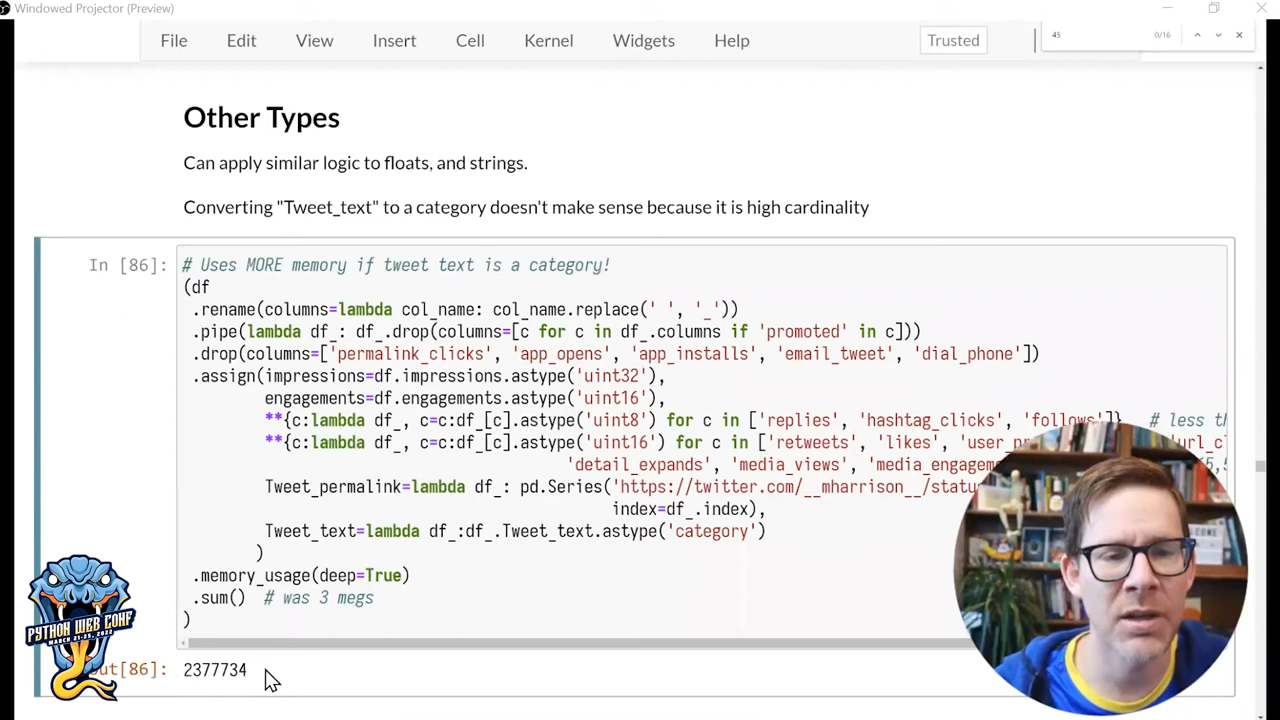 Windowed Projector (Preview)
File Edit View Insert Cell Kernel Widgets Help Trusted
45 0/16
Other Types
Can apply similar logic to floats, and strings.
Converting "Tweet_text" to a category doesn't make sense because it is high cardinality
In [86]:
# Uses MORE memory if tweet text is a category!
(df
.rename(columns=lambda col_name: col_name.replace(' ', '_'))
.pipe(lambda df_: df_.drop(columns=[c for c in df_.columns if 'promoted' in c]))
.drop(columns=['permalink_clicks', 'app_opens', 'app_installs', 'email_tweet', 'dial_phone'])
.assign(impressions=df.impressions.astype('uint32'),
engagements=df.engagements.astype('uint16'),
**{c:lambda df_, c=c:df_[c].astype('uint8') for c in ['replies', 'hashtag_clicks', 'follows']} # less th
**{c:lambda df_, c=c:df_[c].astype('uint16') for c in ['retweets', 'likes', 'user_pr url_cl
'detail_expands', 'media_views', 'media_engagem
Tweet_permalink=lambda df_: pd.Series('https://twitter.com/__mharrison__/statu
index=df_.index),
Tweet_text=lambda df_:df_.Tweet_text.astype('category')
)
.memory_usage(deep=True)
.sum() # was 3 megs
)
PYTHON WEB CONF
MARCH 21-25, 2022
out[86]: 2377734